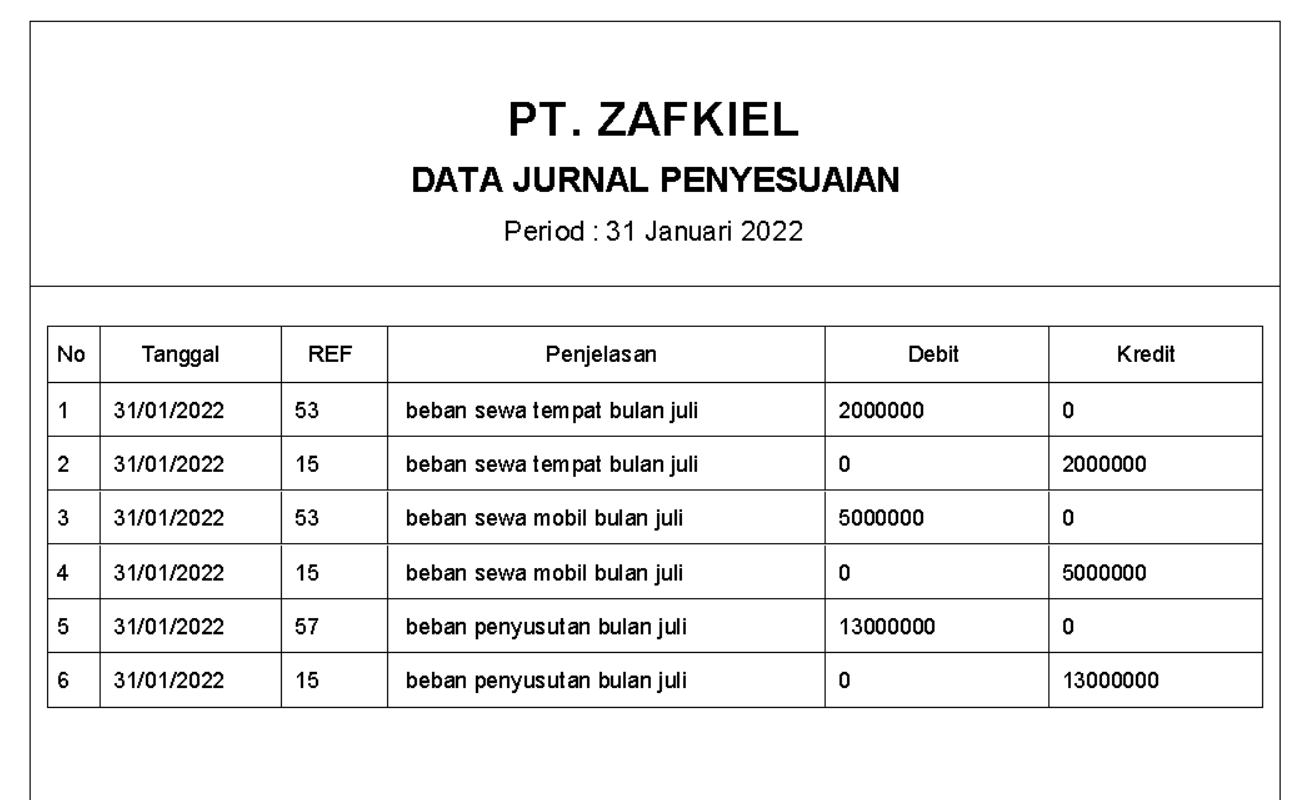 PT. ZAFKIEL
DATA JURNAL PENYESUAIAN
Period : 31 Januari 2022
No Tanggal REF Penjelasan Debit Kredit
1 31/01/2022 53 beban sewa tempat bulan juli 2000000 0
2 31/01/2022 15 beban sewa tempat bulan juli 0 2000000
3 31/01/2022 53 beban sewa mobil bulan juli 5000000 0
4 31/01/2022 15 beban sewa mobil bulan juli 0 5000000
5 31/01/2022 57 beban penyusutan bulan juli 13000000 0
6 31/01/2022 15 beban penyusutan bulan juli 0 13000000